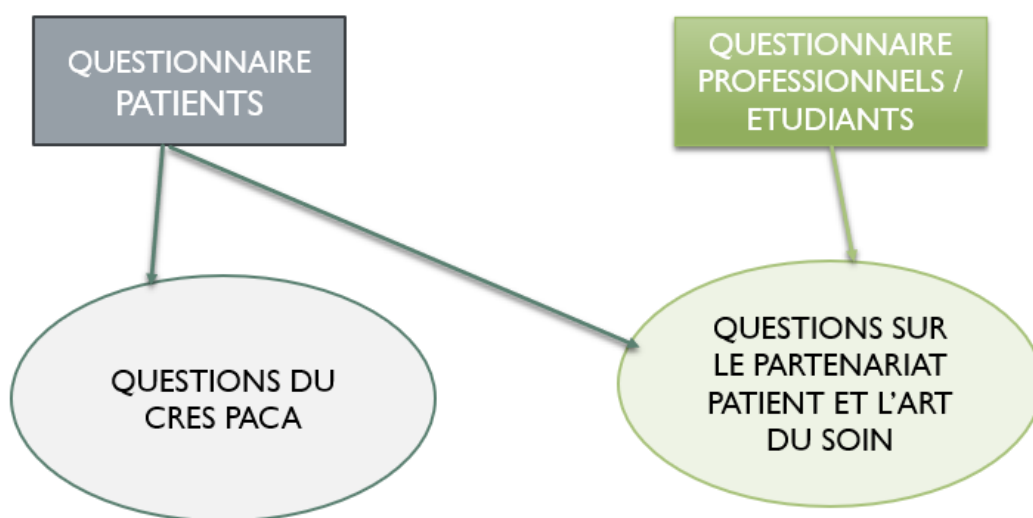 QUESTIONNAIRE
PATIENTS
QUESTIONNAIRE
PROFESSIONNELS /
ETUDIANTS
QUESTIONS DU
CRES PACA
QUESTIONS SUR
LE PARTENARIAT
PATIENT ET L’ART
DU SOIN